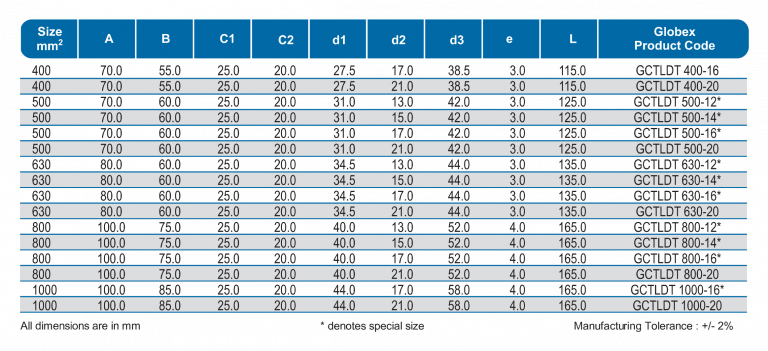 Size mm² A B C1 C2 d1 d2 d3 e L Globex Product Code
400 70.0 55.0 25.0 20.0 27.5 17.0 38.5 3.0 115.0 GCTLDT 400-16
400 70.0 55.0 25.0 20.0 27.5 21.0 38.5 3.0 115.0 GCTLDT 400-20
500 70.0 60.0 25.0 20.0 31.0 13.0 42.0 3.0 125.0 GCTLDT 500-12*
500 70.0 60.0 25.0 20.0 31.0 15.0 42.0 3.0 125.0 GCTLDT 500-14*
500 70.0 60.0 25.0 20.0 31.0 17.0 42.0 3.0 125.0 GCTLDT 500-16*
500 70.0 60.0 25.0 20.0 31.0 21.0 42.0 3.0 125.0 GCTLDT 500-20
630 80.0 60.0 25.0 20.0 34.5 13.0 44.0 3.0 135.0 GCTLDT 630-12*
630 80.0 60.0 25.0 20.0 34.5 15.0 44.0 3.0 135.0 GCTLDT 630-14*
630 80.0 60.0 25.0 20.0 34.5 17.0 44.0 3.0 135.0 GCTLDT 630-16*
630 80.0 60.0 25.0 20.0 34.5 21.0 44.0 3.0 135.0 GCTLDT 630-20
800 100.0 75.0 25.0 20.0 40.0 13.0 52.0 4.0 165.0 GCTLDT 800-12*
800 100.0 75.0 25.0 20.0 40.0 15.0 52.0 4.0 165.0 GCTLDT 800-14*
800 100.0 75.0 25.0 20.0 40.0 17.0 52.0 4.0 165.0 GCTLDT 800-16*
800 100.0 75.0 25.0 20.0 40.0 21.0 52.0 4.0 165.0 GCTLDT 800-20
1000 100.0 85.0 25.0 20.0 44.0 17.0 58.0 4.0 165.0 GCTLDT 1000-16*
1000 100.0 85.0 25.0 20.0 44.0 21.0 58.0 4.0 165.0 GCTLDT 1000-20
All dimensions are in mm * denotes special size Manufacturing Tolerance : +/- 2%